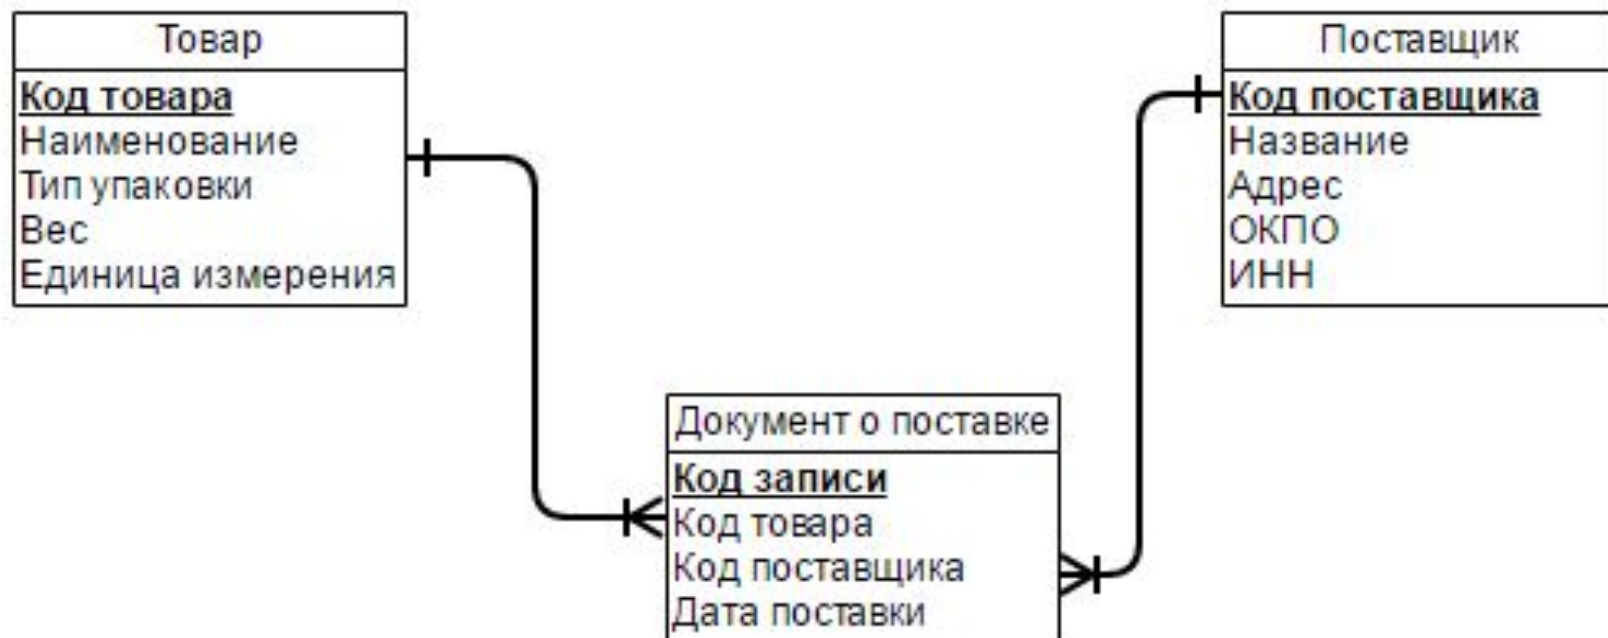 Товар
Код товара
Наименование
Тип упаковки
Вес
Единица измерения
Поставщик
Код поставщика
Название
Адрес
ОКПО
ИНН
Документ о поставке
Код записи
Код товара
Код поставщика
Дата поставки